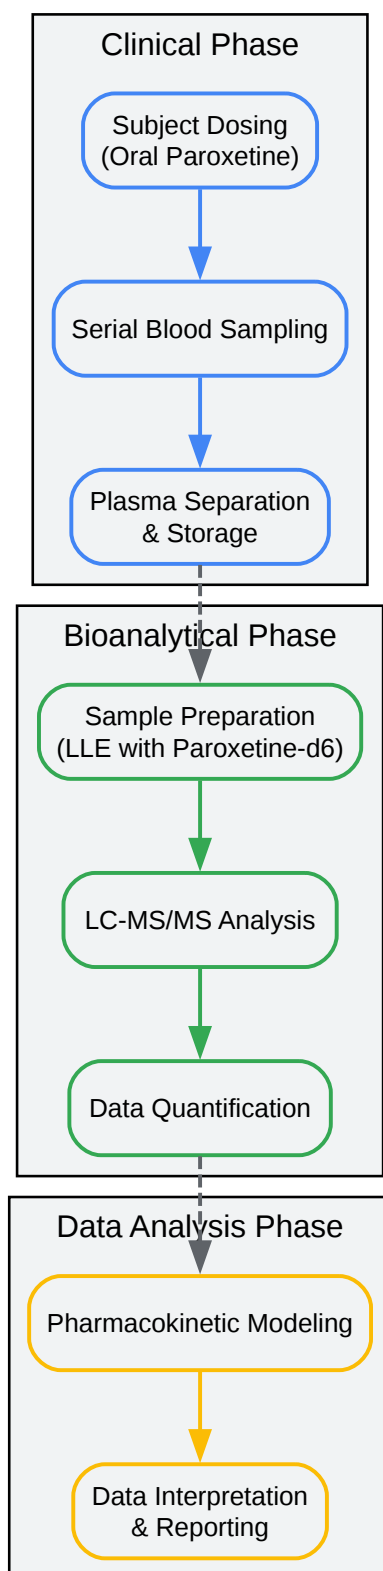 Clinical Phase
Subject Dosing
(Oral Paroxetine)
Serial Blood Sampling
Plasma Separation
& Storage
Bioanalytical Phase
Sample Preparation
(LLE with Paroxetine-d6)
LC-MS/MS Analysis
Data Quantification
Data Analysis Phase
Pharmacokinetic Modeling
Data Interpretation
& Reporting